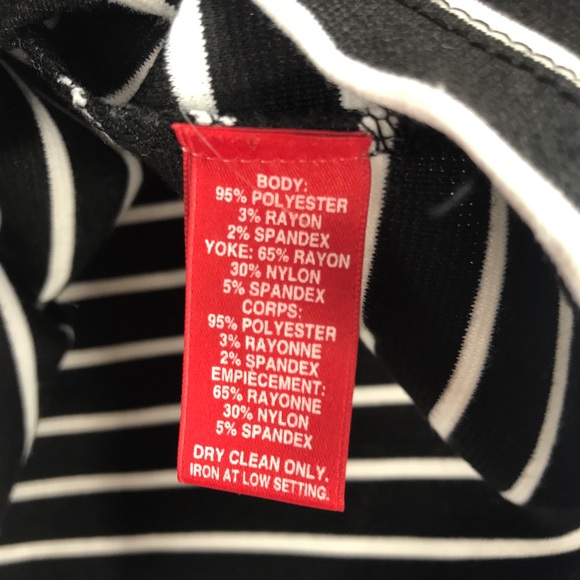 BODY:
95% POLYESTER
3% RAYON
2% SPANDEX
YOKE: 65% RAYON
30% NYLON
5% SPANDEX
CORPS:
95% POLYESTER
3% RAYONNE
2% SPANDEX
EMPIÈCEMENT:
65% RAYONNE
30% NYLON
5% SPANDEX
DRY CLEAN ONLY.
IRON AT LOW SETTING.